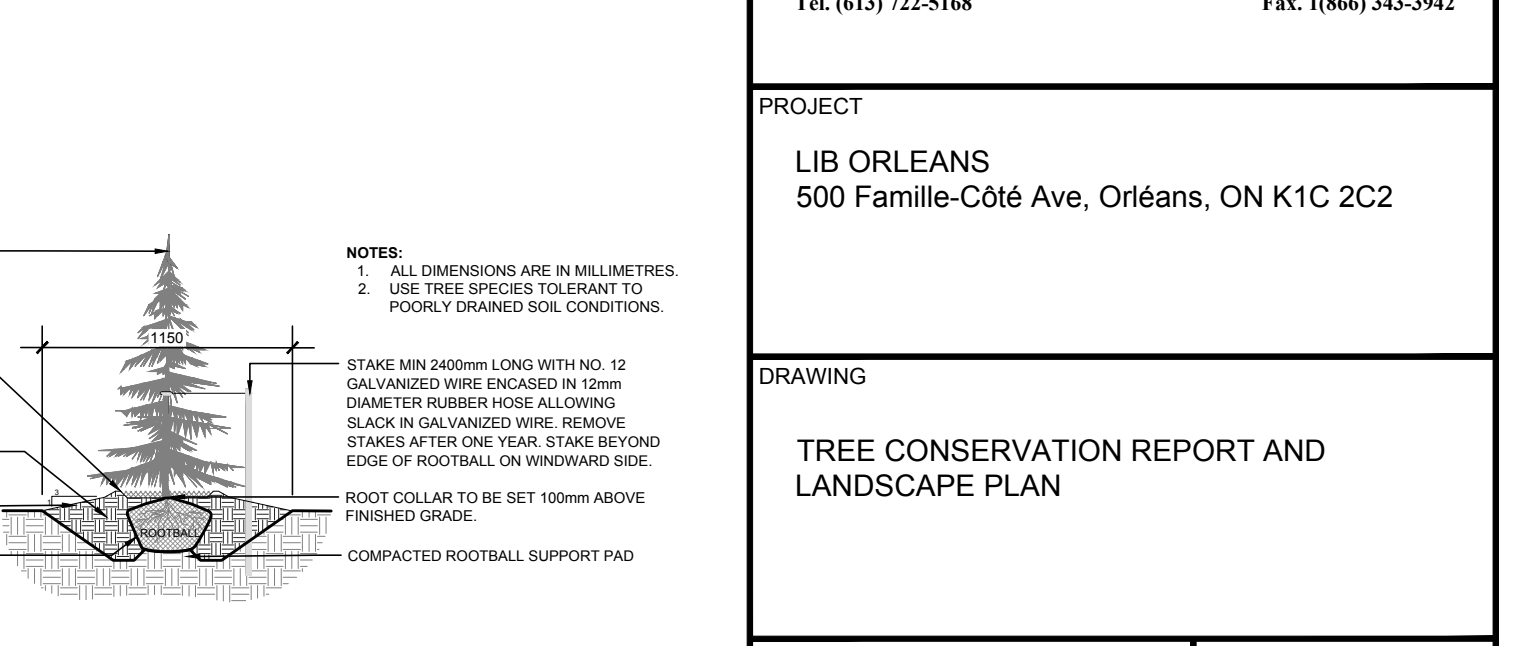 Tel. (613) 722-5168 Fax. 1(866) 343-3942
PROJECT
LIB ORLEANS
500 Famille-Côté Ave, Orléans, ON K1C 2C2
DRAWING
TREE CONSERVATION REPORT AND
LANDSCAPE PLAN
NOTES:
1. ALL DIMENSIONS ARE IN MILLIMETRES.
2. USE TREE SPECIES TOLERANT TO
POORLY DRAINED SOIL CONDITIONS.
1150
STAKE MIN 2400mm LONG WITH NO. 12
GALVANIZED WIRE ENCASED IN 12mm
DIAMETER RUBBER HOSE ALLOWING
SLACK IN GALVANIZED WIRE. REMOVE
STAKES AFTER ONE YEAR. STAKE BEYOND
EDGE OF ROOTBALL ON WINDWARD SIDE.
3
1
ROOT COLLAR TO BE SET 100mm ABOVE
FINISHED GRADE.
ROOTBALL
COMPACTED ROOTBALL SUPPORT PAD